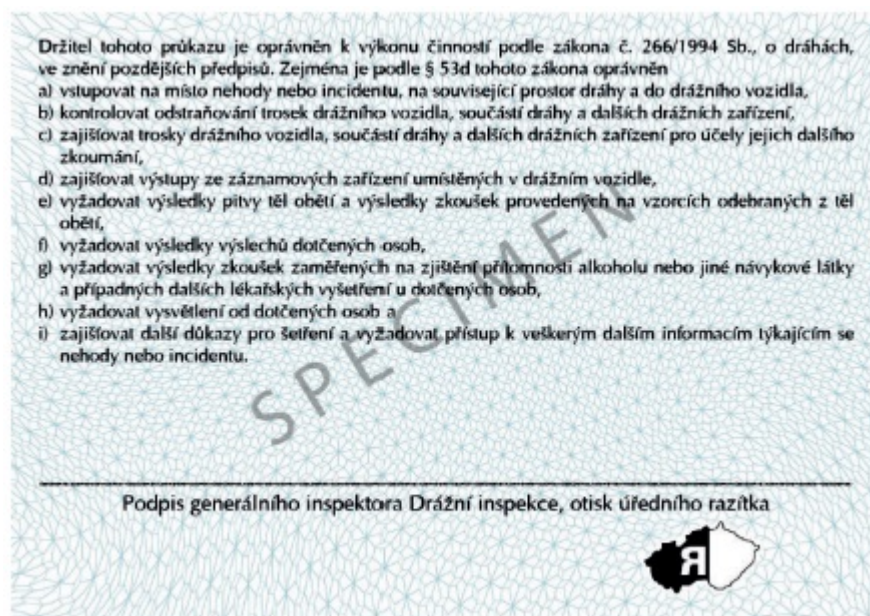 Držitel tohoto průkazu je oprávněn k výkonu činností podle zákona č. 266/1994 Sb., o dráhách,
ve znění pozdějších předpisů. Zejména je podle § 53d tohoto zákona oprávněn
a) vstupovat na místo nehody nebo incidentu, na související prostor dráhy a do drážního vozidla,
b) kontrolovat odstraňování trosek drážního vozidla, součástí dráhy a dalších drážních zařízení,
c) zajišťovat trosky drážního vozidla, součástí dráhy a dalších drážních zařízení pro účely jejich dalšího
zkoumání,
d) zajišťovat výstupy ze záznamových zařízení umístěných v drážním vozidle,
e) vyžadovat výsledky pitvy těl obětí a výsledky zkoušek provedených na vzorcích odebraných z těl
obětí,
f) vyžadovat výsledky výslechů dotčených osob,
g) vyžadovat výsledky zkoušek zaměřených na zjištění přítomnosti alkoholu nebo jiné návykové látky
a případných dalších lékařských vyšetření u dotčených osob,
h) vyžadovat vysvětlení od dotčených osob a
i) zajišťovat další důkazy pro šetření a vyžadovat přístup k veškerým dalším informacím týkajícím se
nehody nebo incidentu.
SPECIMEN
Podpis generálního inspektora Drážní inspekce, otisk úředního razítka
R